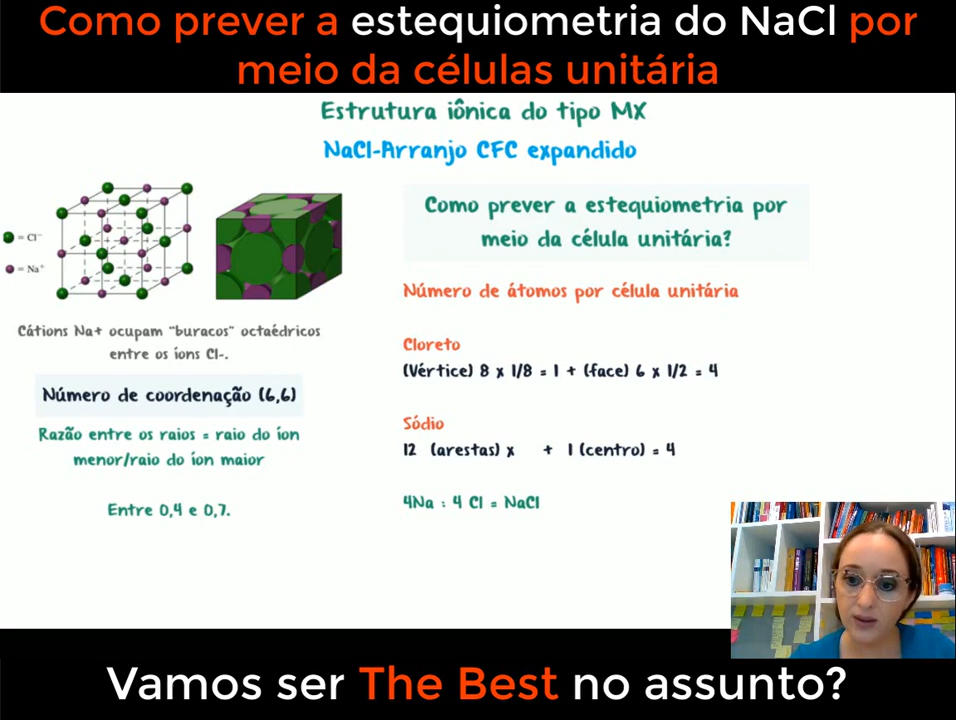 Como prever a estequiometria do NaCl por
meio da células unitária
Estrutura iônica do tipo MX
NaCl-Arranjo CFC expandido
= Cl⁻
= Na⁺
Cátions Na+ ocupam "buracos" octaédricos
entre os íons Cl-.
Número de coordenação (6,6)
Razão entre os raios = raio do íon
menor/raio do íon maior
Entre 0,4 e 0,7.
Como prever a estequiometria por
meio da célula unitária?
Número de átomos por célula unitária
Cloreto
(Vértice) 8 x 1/8 = 1 + (face) 6 x 1/2 = 4
Sódio
12 (arestas) x + 1 (centro) = 4
4Na : 4 Cl = NaCl
Vamos ser The Best no assunto?